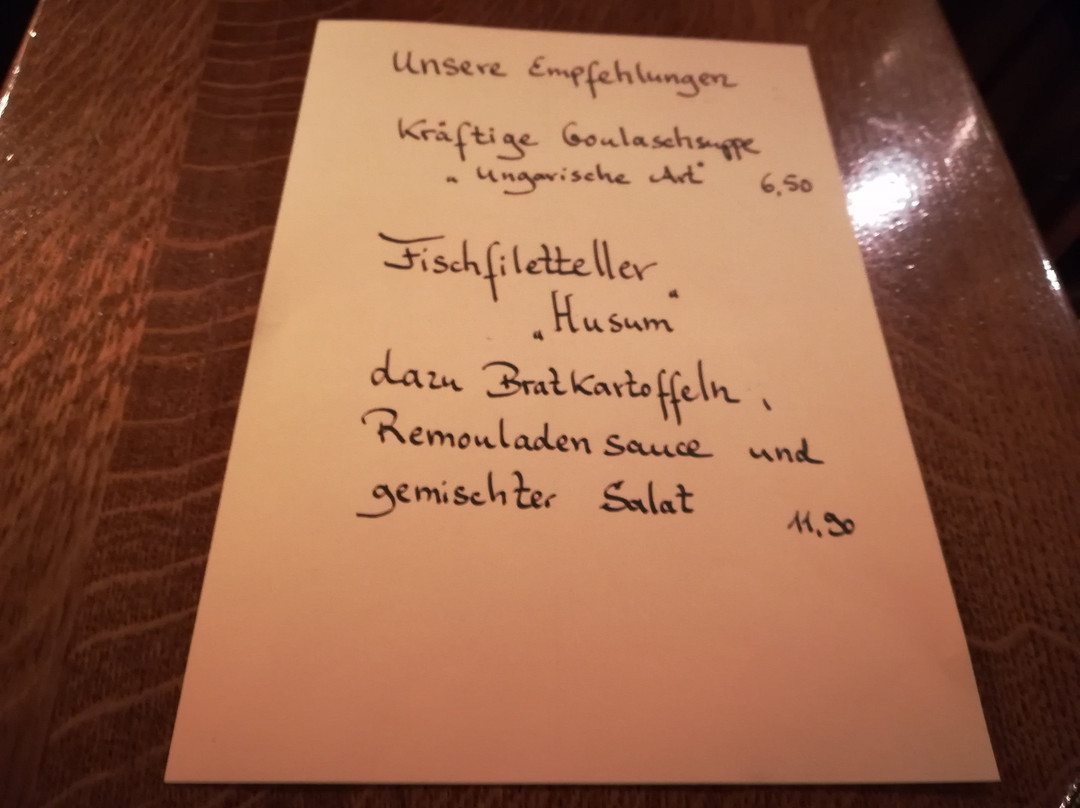 Unsere Empfehlungen
Kräftige Goulaschsuppe
„Ungarische Art" 6,50
Fischfiletteller
„Husum"
dazu Bratkartoffeln,
Remouladensauce und
gemischter Salat
11,90